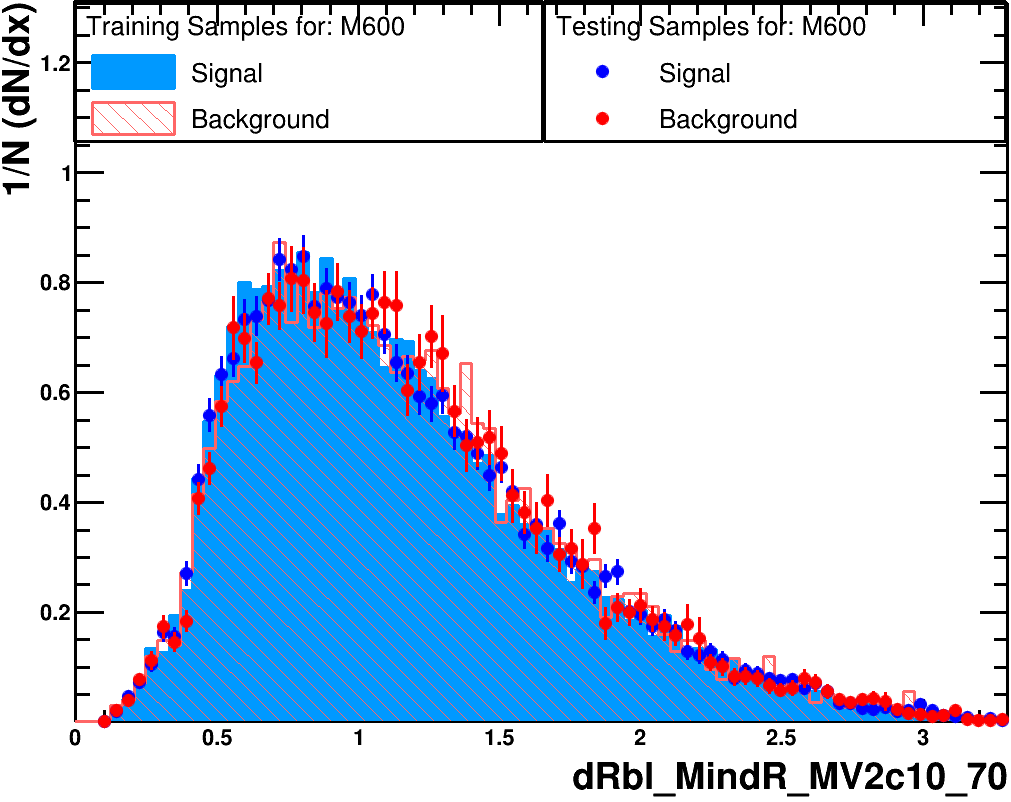 Training Samples for: M600
Signal
Background
Testing Samples for: M600
Signal
Background
1/N (dN/dx)
1.2
1
0.8
0.6
0.4
0.2
0
0.5
1
1.5
2
2.5
3
dRbl_MindR_MV2c10_70